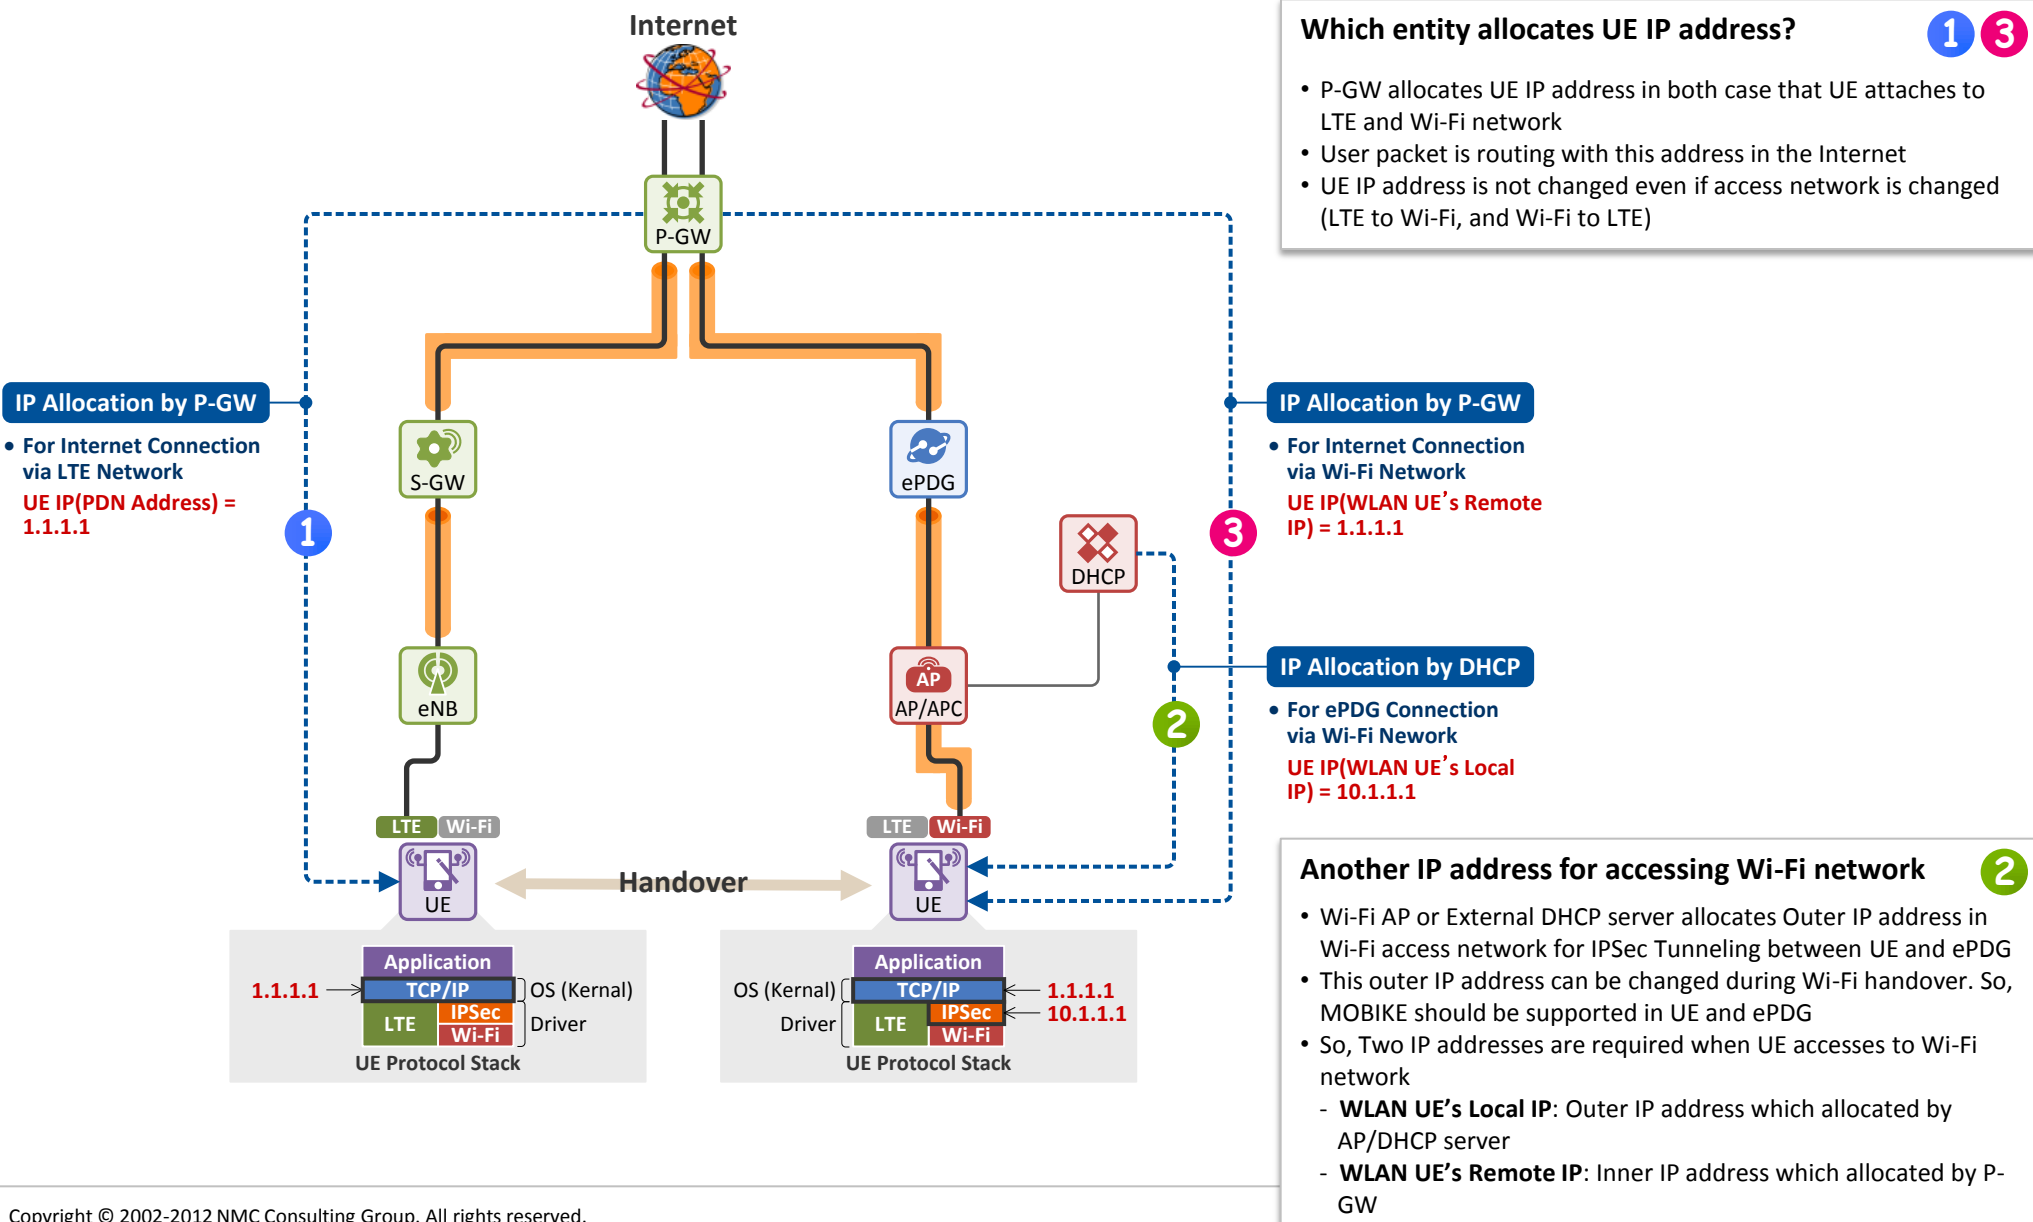 Internet
P-GW
IP Allocation by P-GW
• For Internet Connection
via LTE Network
UE IP(PDN Address) =
1.1.1.1
1
S-GW
eNB
LTE Wi-Fi
UE
Handover
ePDG
DHCP
AP
AP/APC
2
3
LTE Wi-Fi
UE
IP Allocation by P-GW
• For Internet Connection
via Wi-Fi Network
UE IP(WLAN UE’s Remote
IP) = 1.1.1.1
IP Allocation by DHCP
• For ePDG Connection
via Wi-Fi Nework
UE IP(WLAN UE’s Local
IP) = 10.1.1.1
Application
1.1.1.1 TCP/IP OS (Kernal)
LTE IPSec Driver
Wi-Fi
UE Protocol Stack
Application
OS (Kernal) TCP/IP 1.1.1.1
Driver LTE IPSec 10.1.1.1
Wi-Fi
UE Protocol Stack
Which entity allocates UE IP address? 1 3
• P-GW allocates UE IP address in both case that UE attaches to
LTE and Wi-Fi network
• User packet is routing with this address in the Internet
• UE IP address is not changed even if access network is changed
(LTE to Wi-Fi, and Wi-Fi to LTE)
Another IP address for accessing Wi-Fi network 2
• Wi-Fi AP or External DHCP server allocates Outer IP address in
Wi-Fi access network for IPSec Tunneling between UE and ePDG
• This outer IP address can be changed during Wi-Fi handover. So,
MOBIKE should be supported in UE and ePDG
• So, Two IP addresses are required when UE accesses to Wi-Fi
network
- WLAN UE’s Local IP: Outer IP address which allocated by
AP/DHCP server
- WLAN UE’s Remote IP: Inner IP address which allocated by P-
GW
Copyright © 2002-2012 NMC Consulting Group. All rights reserved.